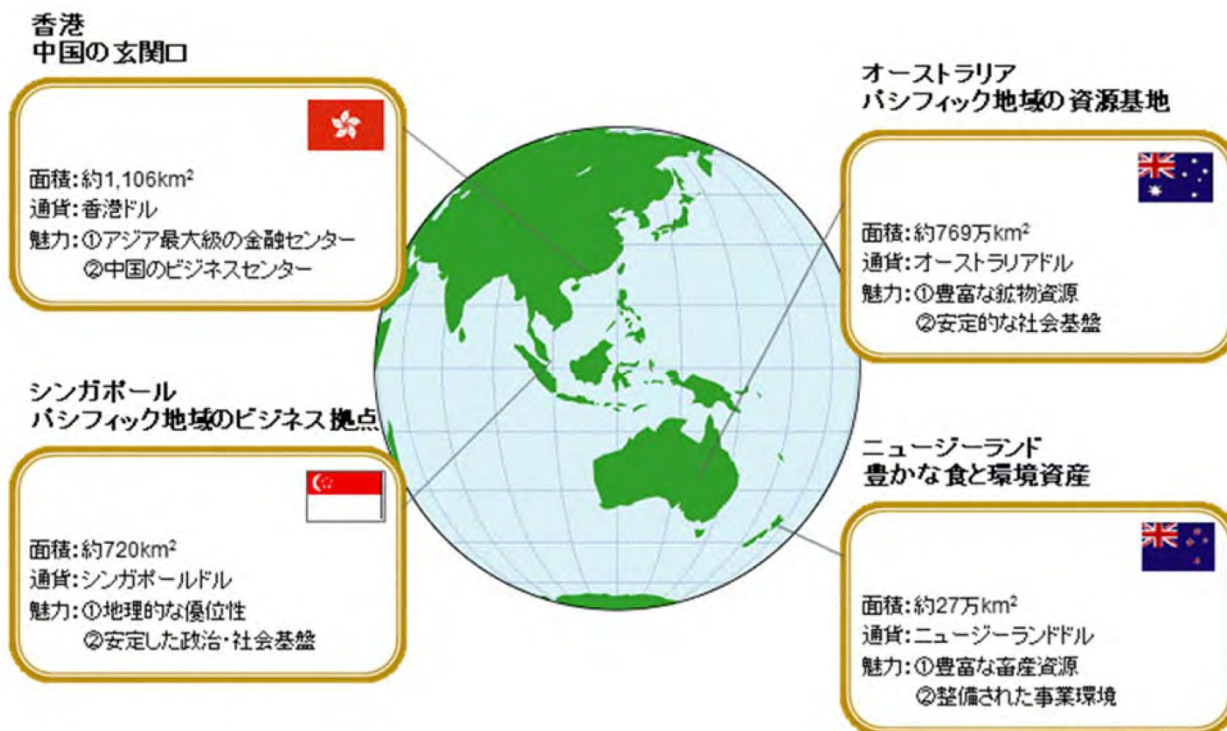 香港
中国の玄関口
面積:約1,106km²
通貨:香港ドル
魅力:①アジア最大級の金融センター
②中国のビジネスセンター
シンガポール
パシフィック地域のビジネス拠点
面積:約720km²
通貨:シンガポールドル
魅力:①地理的な優位性
②安定した政治・社会基盤
オーストラリア
パシフィック地域の資源基地
面積:約769万km²
通貨:オーストラリアドル
魅力:①豊富な鉱物資源
②安定的な社会基盤
ニュージーランド
豊かな食と環境資産
面積:約27万km²
通貨:ニュージーランドドル
魅力:①豊富な畜産資源
②整備された事業環境